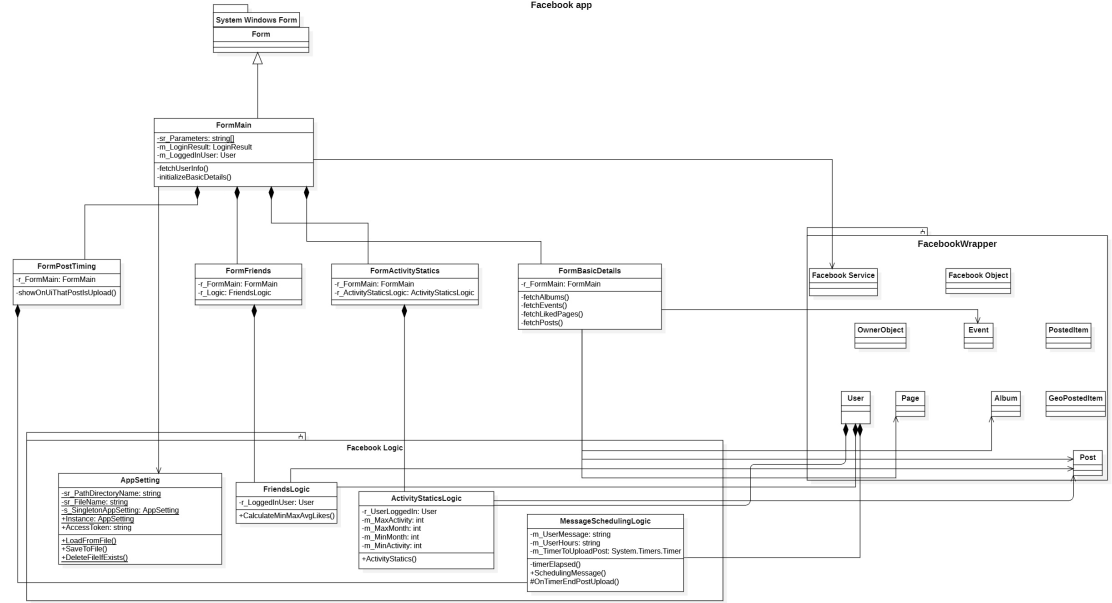 Facebook app
System Windows Form
Form
FormMain
-sr_Parameters: string[]
-m_LoginResult: LoginResult
-m_LoggedInUser: User
-fetchUserInfo()
-initializeBasicDetails()
FormPostTiming
-r_FormMain: FormMain
-showOnUiThatPostIsUpload()
FormFriends
-r_FormMain: FormMain
-r_Logic: FriendsLogic
FormActivityStatics
-r_FormMain: FormMain
-r_ActivityStaticsLogic: ActivityStaticsLogic
FormBasicDetails
-r_FormMain: FormMain
-fetchAlbums()
-fetchEvents()
-fetchLikedPages()
-fetchPosts()
FacebookWrapper
Facebook Service
Facebook Object
OwnerObject
Event
PostedItem
User
Page
Album
GeoPostedItem
Post
Facebook Logic
AppSetting
-sr_PathDirectoryName: string
-sr_FileName: string
-s_SingletonAppSetting: AppSetting
+Instance: AppSetting
+AccessToken: string
+LoadFromFile()
+SaveToFile()
+DeleteFileIfExists()
FriendsLogic
-r_LoggedInUser: User
+CalculateMinMaxAvgLikes()
ActivityStaticsLogic
-r_UserLoggedIn: User
-m_MaxActivity: int
-m_MaxMonth: int
-m_MinMonth: int
-m_MinActivity: int
+ActivityStatics()
MessageSchedulingLogic
-m_UserMessage: string
-m_UserHours: string
-m_TimerToUploadPost: System.Timers.Timer
-timerElapsed()
+SchedulingMessage()
#OnTimerEndPostUpload()